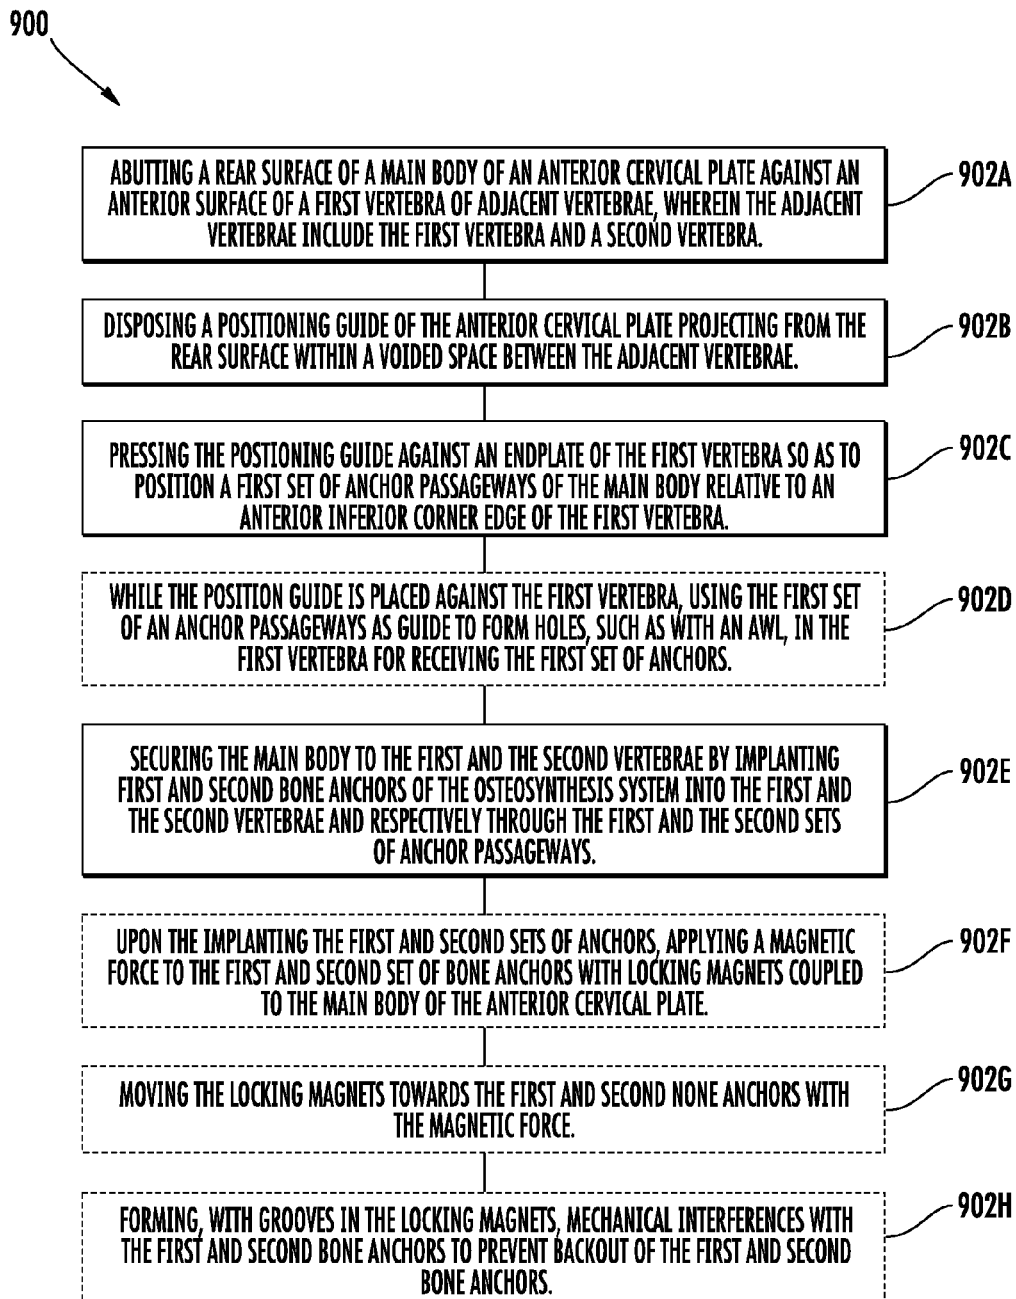 900
ABUTTING A REAR SURFACE OF A MAIN BODY OF AN ANTERIOR CERVICAL PLATE AGAINST AN
ANTERIOR SURFACE OF A FIRST VERTEBRA OF ADJACENT VERTEBRAE, WHEREIN THE ADJACENT
VERTEBRAE INCLUDE THE FIRST VERTEBRA AND A SECOND VERTEBRA.
902A
DISPOSING A POSITIONING GUIDE OF THE ANTERIOR CERVICAL PLATE PROJECTING FROM THE
REAR SURFACE WITHIN A VOIDED SPACE BETWEEN THE ADJACENT VERTEBRAE.
902B
PRESSING THE POSTIONING GUIDE AGAINST AN ENDPLATE OF THE FIRST VERTEBRA SO AS TO
POSITION A FIRST SET OF ANCHOR PASSAGEWAYS OF THE MAIN BODY RELATIVE TO AN
ANTERIOR INFERIOR CORNER EDGE OF THE FIRST VERTEBRA.
902C
WHILE THE POSITION GUIDE IS PLACED AGAINST THE FIRST VERTEBRA, USING THE FIRST SET
OF AN ANCHOR PASSAGEWAYS AS GUIDE TO FORM HOLES, SUCH AS WITH AN AWL, IN THE
FIRST VERTEBRA FOR RECEIVING THE FIRST SET OF ANCHORS.
902D
SECURING THE MAIN BODY TO THE FIRST AND THE SECOND VERTEBRAE BY IMPLANTING
FIRST AND SECOND BONE ANCHORS OF THE OSTEOSYNTHESIS SYSTEM INTO THE FIRST AND
THE SECOND VERTEBRAE AND RESPECTIVELY THROUGH THE FIRST AND THE SECOND SETS
OF ANCHOR PASSAGEWAYS.
902E
UPON THE IMPLANTING THE FIRST AND SECOND SETS OF ANCHORS, APPLYING A MAGNETIC
FORCE TO THE FIRST AND SECOND SET OF BONE ANCHORS WITH LOCKING MAGNETS COUPLED
TO THE MAIN BODY OF THE ANTERIOR CERVICAL PLATE.
902F
MOVING THE LOCKING MAGNETS TOWARDS THE FIRST AND SECOND NONE ANCHORS WITH
THE MAGNETIC FORCE.
902G
FORMING, WITH GROOVES IN THE LOCKING MAGNETS, MECHANICAL INTERFERENCES WITH
THE FIRST AND SECOND BONE ANCHORS TO PREVENT BACKOUT OF THE FIRST AND SECOND
BONE ANCHORS.
902H